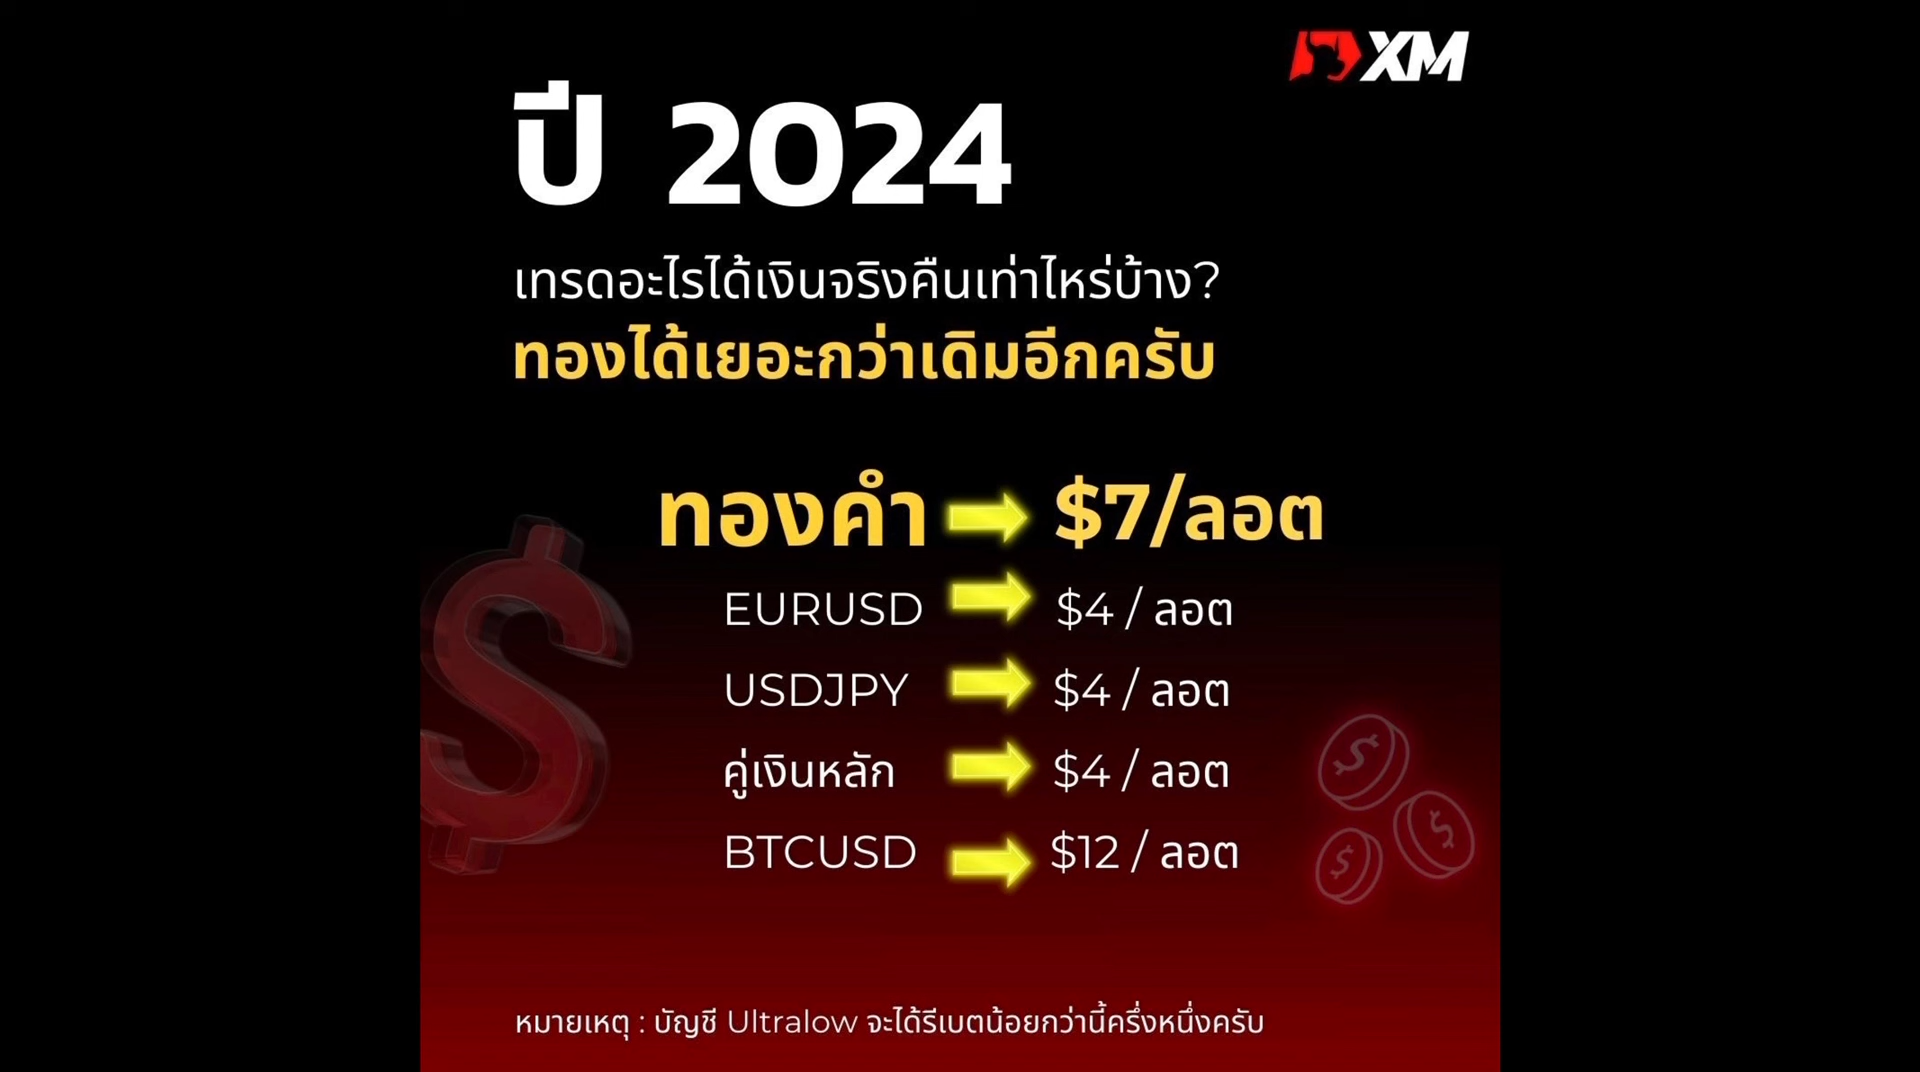 XM
ปี 2024
เทรดอะไรได้เงินจริงคืนเท่าไหร่บ้าง?
ทองได้เยอะกว่าเดิมอีกครับ
ทองคำ $7/ลอต
EURUSD $4 / ลอต
USDJPY $4 / ลอต
คู่เงินหลัก $4 / ลอต
BTCUSD $12 / ลอต
หมายเหตุ : บัญชี Ultralow จะได้รีเบตน้อยกว่านี้ครึ่งหนึ่งครับ